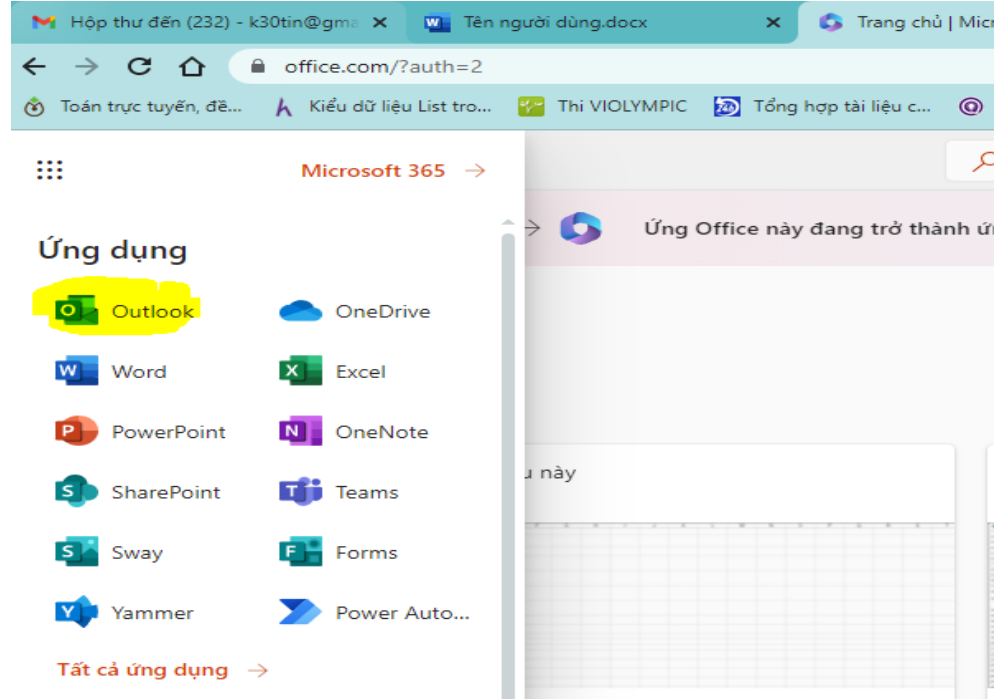 Hộp thư đến (232) - k30tin@gma
Tên người dùng.docx
Trang chủ | Micr
office.com/?auth=2
Toán trực tuyến, đề...
Kiểu dữ liệu List tro...
Thi VIOLYMPIC
Tổng hợp tài liệu c...
Microsoft 365 →
Ứng Office này đang trở thành ứ
Ứng dụng
Outlook
OneDrive
Word
Excel
PowerPoint
OneNote
u này
SharePoint
Teams
Sway
Forms
Yammer
Power Auto...
Tất cả ứng dụng →